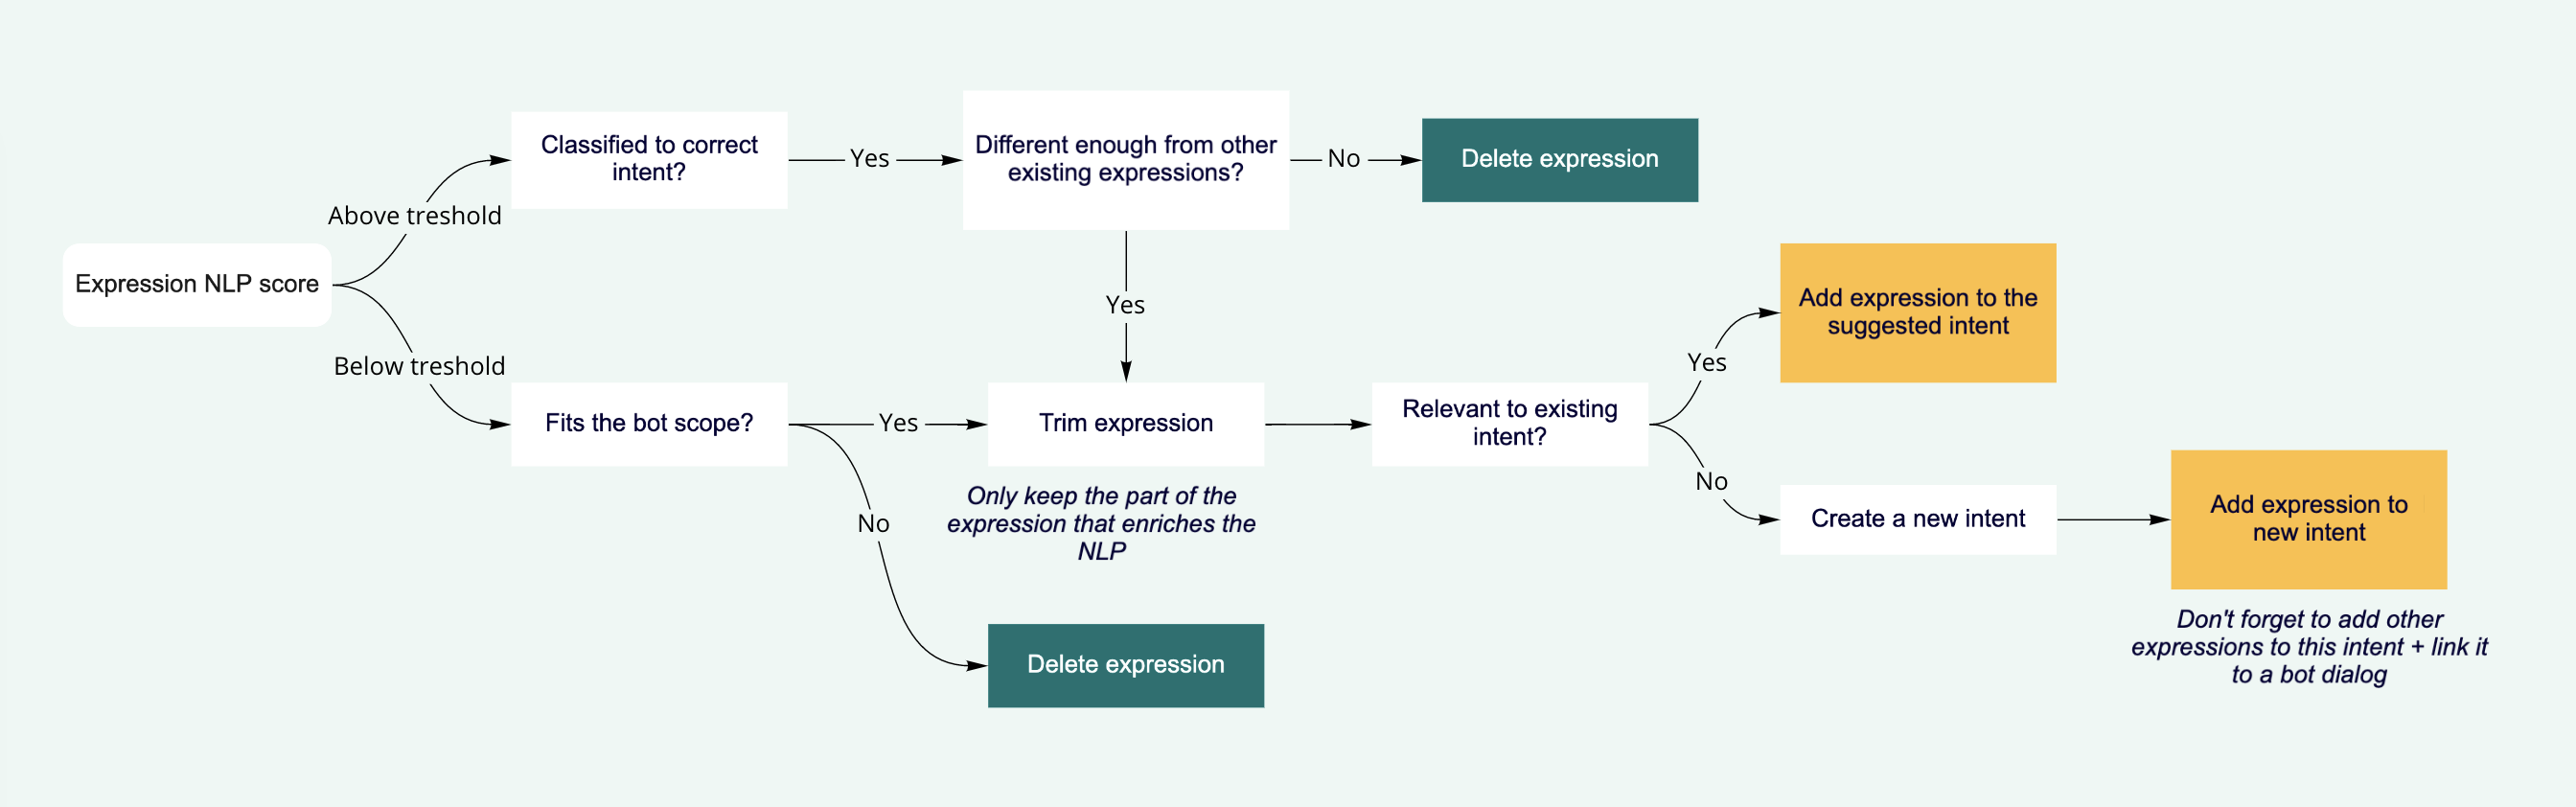 Classified to correct
intent?
Yes
Different enough from other
existing expressions?
No
Delete expression
Above treshold
Expression NLP score
Below treshold
Yes
Add expression to the
suggested intent
Yes
Fits the bot scope?
Yes
Trim expression
Relevant to existing
intent?
No
Only keep the part of the
expression that enriches the
NLP
No
Create a new intent
Add expression to
new intent
Delete expression
Don't forget to add other
expressions to this intent + link it
to a bot dialog